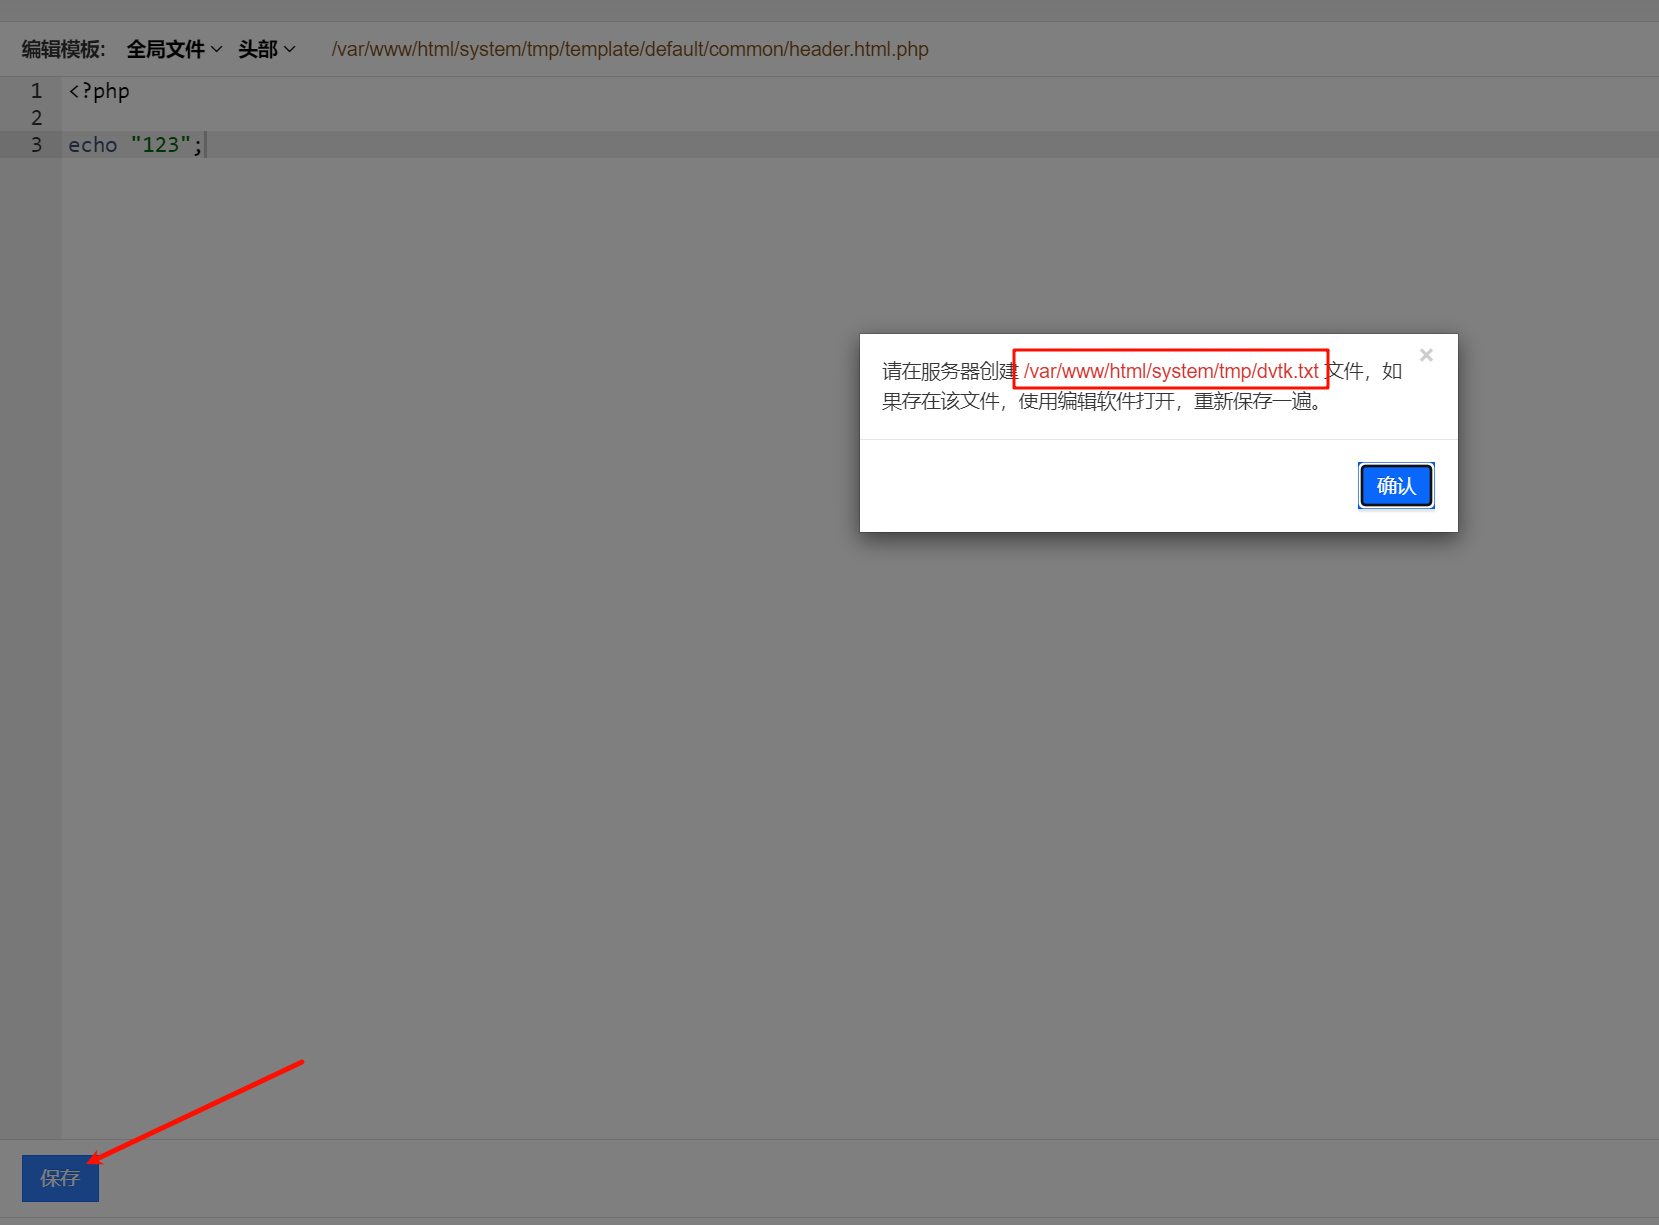 编辑模板: 全局文件 头部 /var/www/html/system/tmp/template/default/common/header.html.php
1 <?php
2
3 echo "123";
×
请在服务器创建 /var/www/html/system/tmp/dvtk.txt 文件，如
果存在该文件，使用编辑软件打开，重新保存一遍。
确认
保存